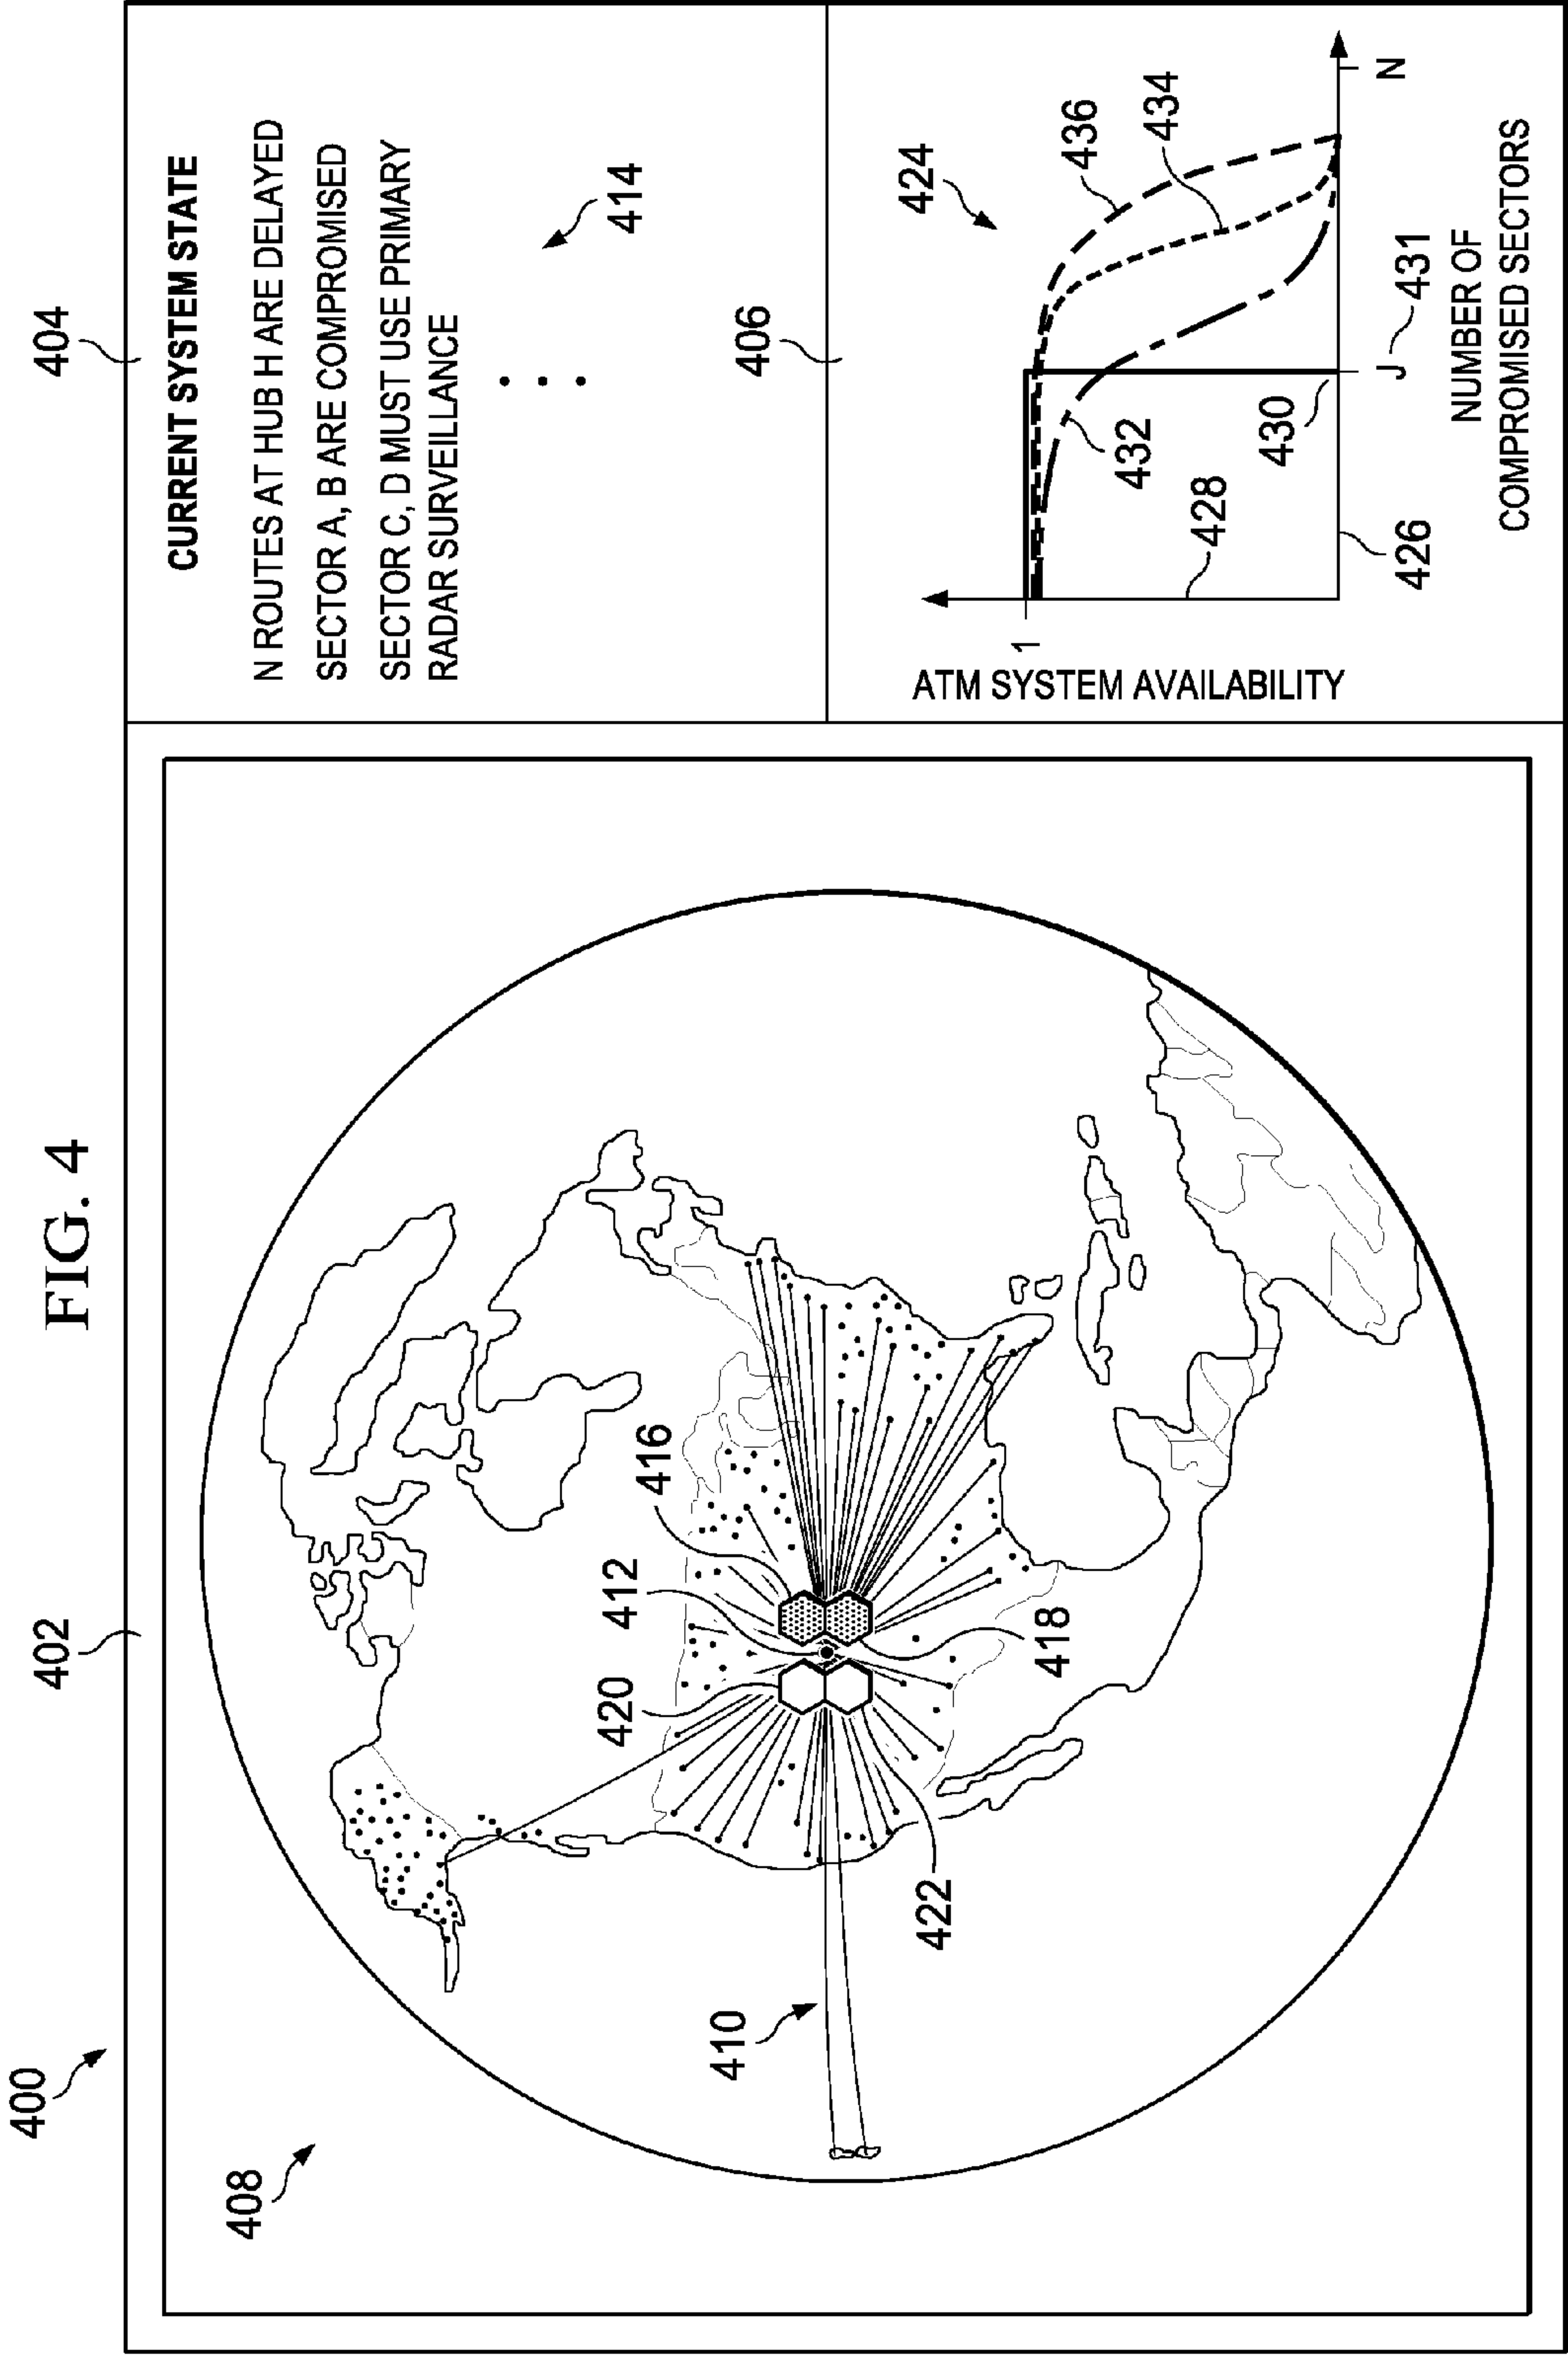 FIG. 4
400
402
404
408
410
412
416
418
420
422
CURRENT SYSTEM STATE
N ROUTES AT HUB H ARE DELAYED
SECTOR A, B ARE COMPROMISED
SECTOR C, D MUST USE PRIMARY
RADAR SURVEILLANCE
414
406
424
436
434
432
428
430
431
426
1
J
N
ATM SYSTEM AVAILABILITY
NUMBER OF
COMPROMISED SECTORS